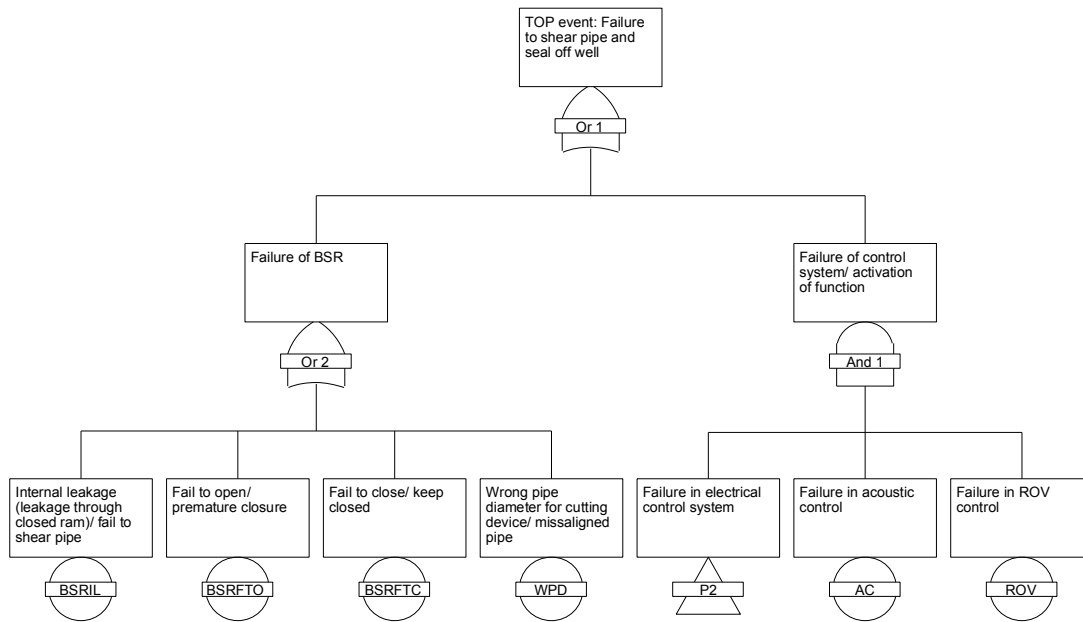 TOP event: Failure
to shear pipe and
seal off well
Or 1
Failure of BSR
Failure of control
system/ activation
of function
Or 2
And 1
Internal leakage
(leakage through
closed ram)/ fail to
shear pipe
Fail to open/
premature closure
Fail to close/ keep
closed
Wrong pipe
diameter for cutting
device/ missaligned
pipe
Failure in electrical
control system
Failure in acoustic
control
Failure in ROV
control
BSRIL
BSRFTO
BSRFTC
WPD
P2
AC
ROV